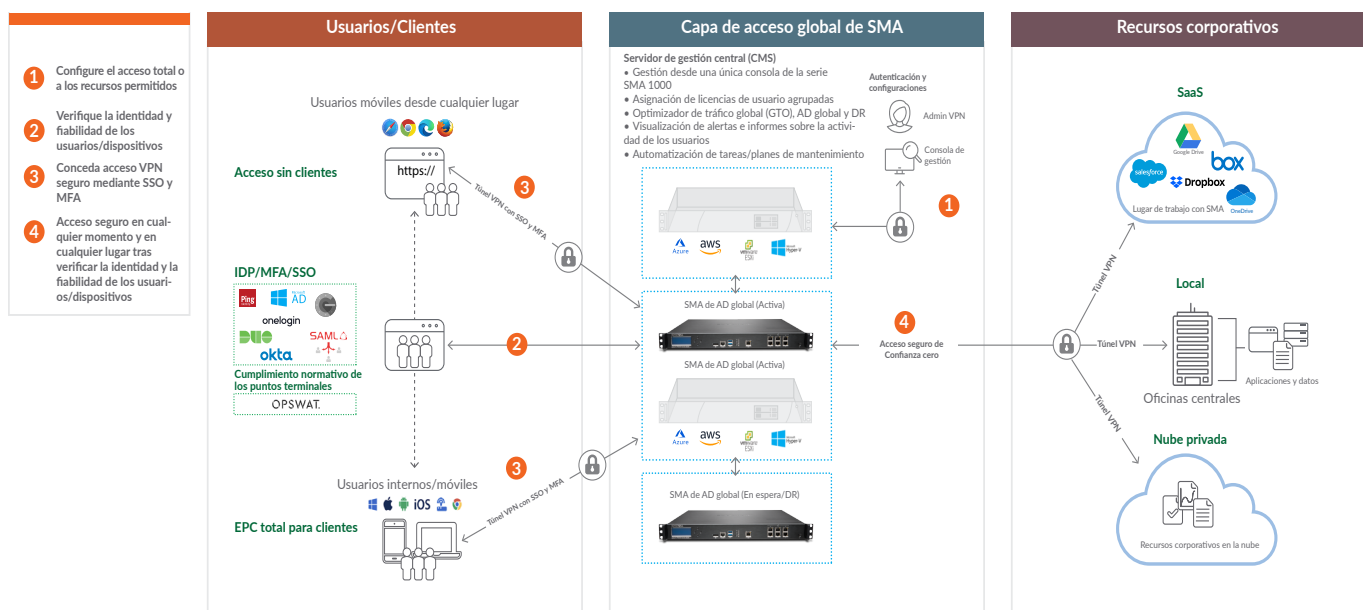 1
Configure el acceso total o
a los recursos permitidos
2
Verifique la identidad y
fiabilidad de los
usuarios/dispositivos
3
Conceda acceso VPN
seguro mediante SSO y
MFA
4
Acceso seguro en cual-
quier momento y en
cualquier lugar tras
verificar la identidad y la
fiabilidad de los usuari-
os/dispositivos
Usuarios/Clientes
Usuarios móviles desde cualquier lugar
Acceso sin clientes
https://
3
Túnel VPN con SSO y MFA
IDP/MFA/SSO
Ping
AD
onelogin
DUO
SAML
okta
Cumplimiento normativo de
los puntos terminales
OPSWAT.
2
Usuarios internos/móviles
iOS
EPC total para clientes
3
Túnel VPN con SSO y MFA
Capa de acceso global de SMA
Servidor de gestión central (CMS)
• Gestión desde una única consola de la serie
SMA 1000
• Asignación de licencias de usuario agrupadas
• Optimizador de tráfico global (GTO), AD global y DR
• Visualización de alertas e informes sobre la activi-
dad de los usuarios
• Automatización de tareas/planes de mantenimiento
Autenticación y
configuraciones
Admin VPN
Consola de
gestión
1
Azure
aws
vmware
ESXi
Hyper-V
SMA de AD global (Activa)
SMA de AD global (Activa)
Azure
aws
vmware
ESXi
Hyper-V
SMA de AD global (En espera/DR)
4
Acceso seguro de
Confianza cero
Recursos corporativos
SaaS
Google Drive
salesforce
box
Dropbox
OneDrive
Lugar de trabajo con SMA
Túnel VPN
Local
Túnel VPN
Aplicaciones y datos
Oficinas centrales
Túnel VPN
Nube privada
Recursos corporativos en la nube